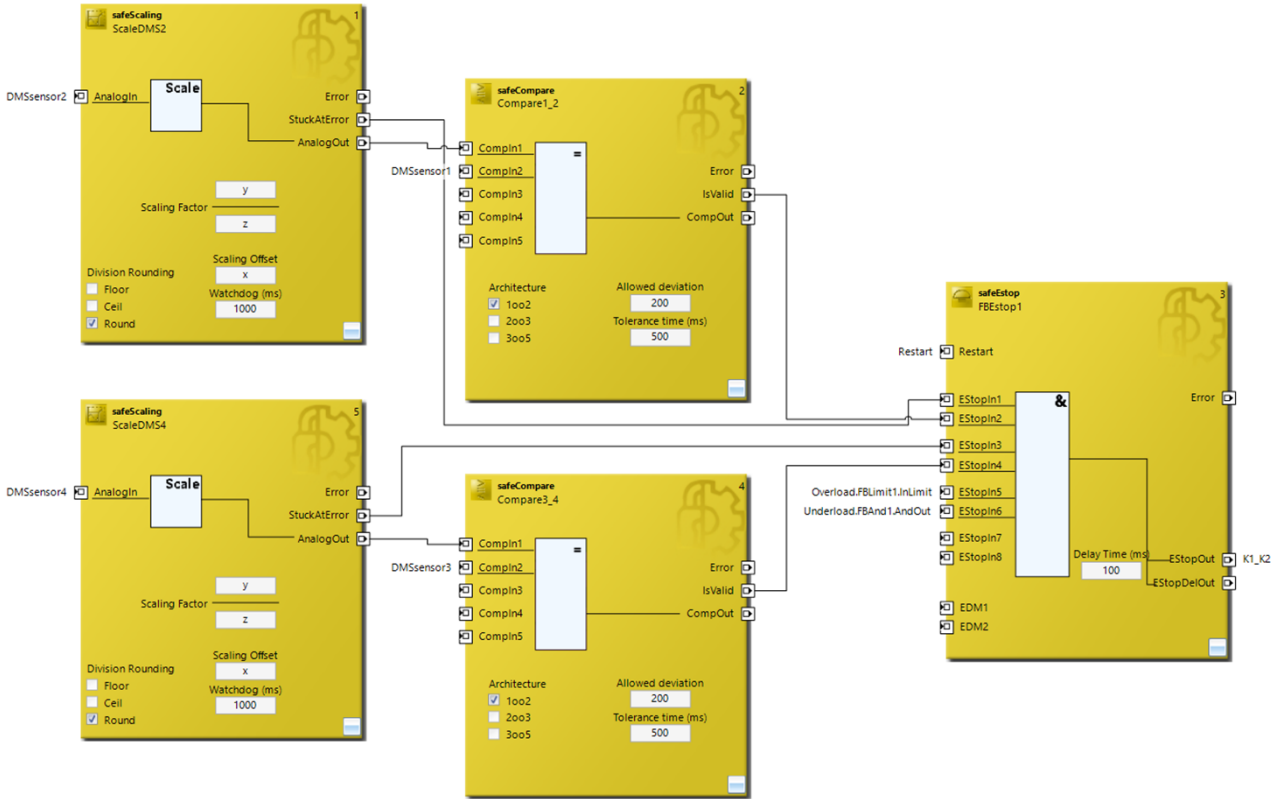 safeScaling 1
ScaleDMS2
DMSsensor2 AnalogIn Scale
Error
StuckAtError
AnalogOut
y
Scaling Factor
z
Scaling Offset
Division Rounding x
Floor Watchdog (ms)
Ceil 1000
Round
safeCompare 2
Compare1_2
CompIn1 =
DMSsensor1 CompIn2 Error
CompIn3 IsValid
CompIn4 CompOut
CompIn5
Architecture Allowed deviation
1oo2 200
2oo3 Tolerance time (ms)
3oo5 500
safeEstop 3
FBEstop1
Restart Restart
EStopIn1 & Error
EStopIn2
EStopIn3
EStopIn4
Overload.FBLimit1.InLimit EStopIn5
Underload.FBAnd1.AndOut EStopIn6
EStopIn7
EStopIn8 Delay Time (ms) EStopOut K1_K2
100
EStopDelOut
EDM1
EDM2
safeScaling 5
ScaleDMS4
DMSsensor4 AnalogIn Scale
Error
StuckAtError
AnalogOut
y
Scaling Factor
z
Scaling Offset
Division Rounding x
Floor Watchdog (ms)
Ceil 1000
Round
safeCompare 4
Compare3_4
CompIn1 =
DMSsensor3 CompIn2 Error
CompIn3 IsValid
CompIn4 CompOut
CompIn5
Architecture Allowed deviation
1oo2 200
2oo3 Tolerance time (ms)
3oo5 500